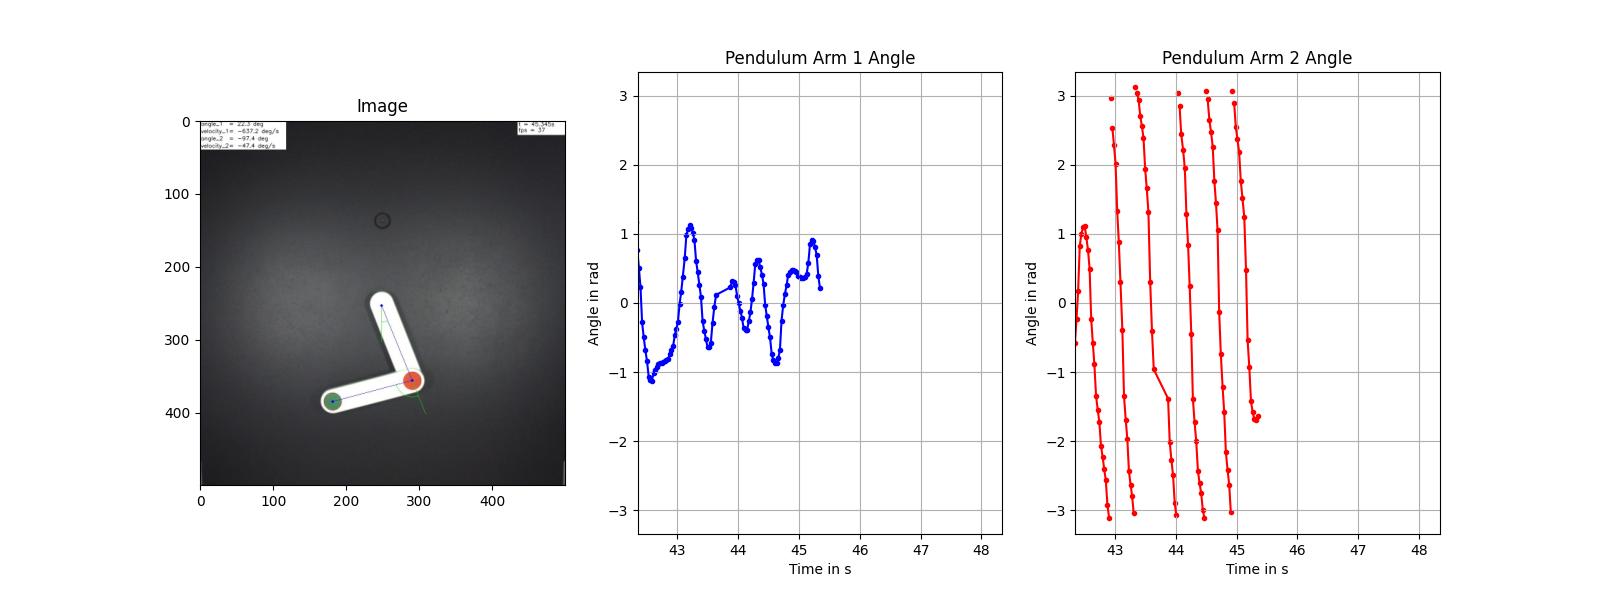 Image
Pendulum Arm 1 Angle
Pendulum Arm 2 Angle
angle_1 = 22.3 deg
velocity_1= -637.2 deg/s
angle_2 = -97.4 deg
velocity_2= -47.4 deg/s
t = 45.345s
fps = 37
0
100
200
300
400
0 100 200 300 400
Angle in rad
3
2
1
0
−1
−2
−3
43 44 45 46 47 48
Time in s
Angle in rad
3
2
1
0
−1
−2
−3
43 44 45 46 47 48
Time in s